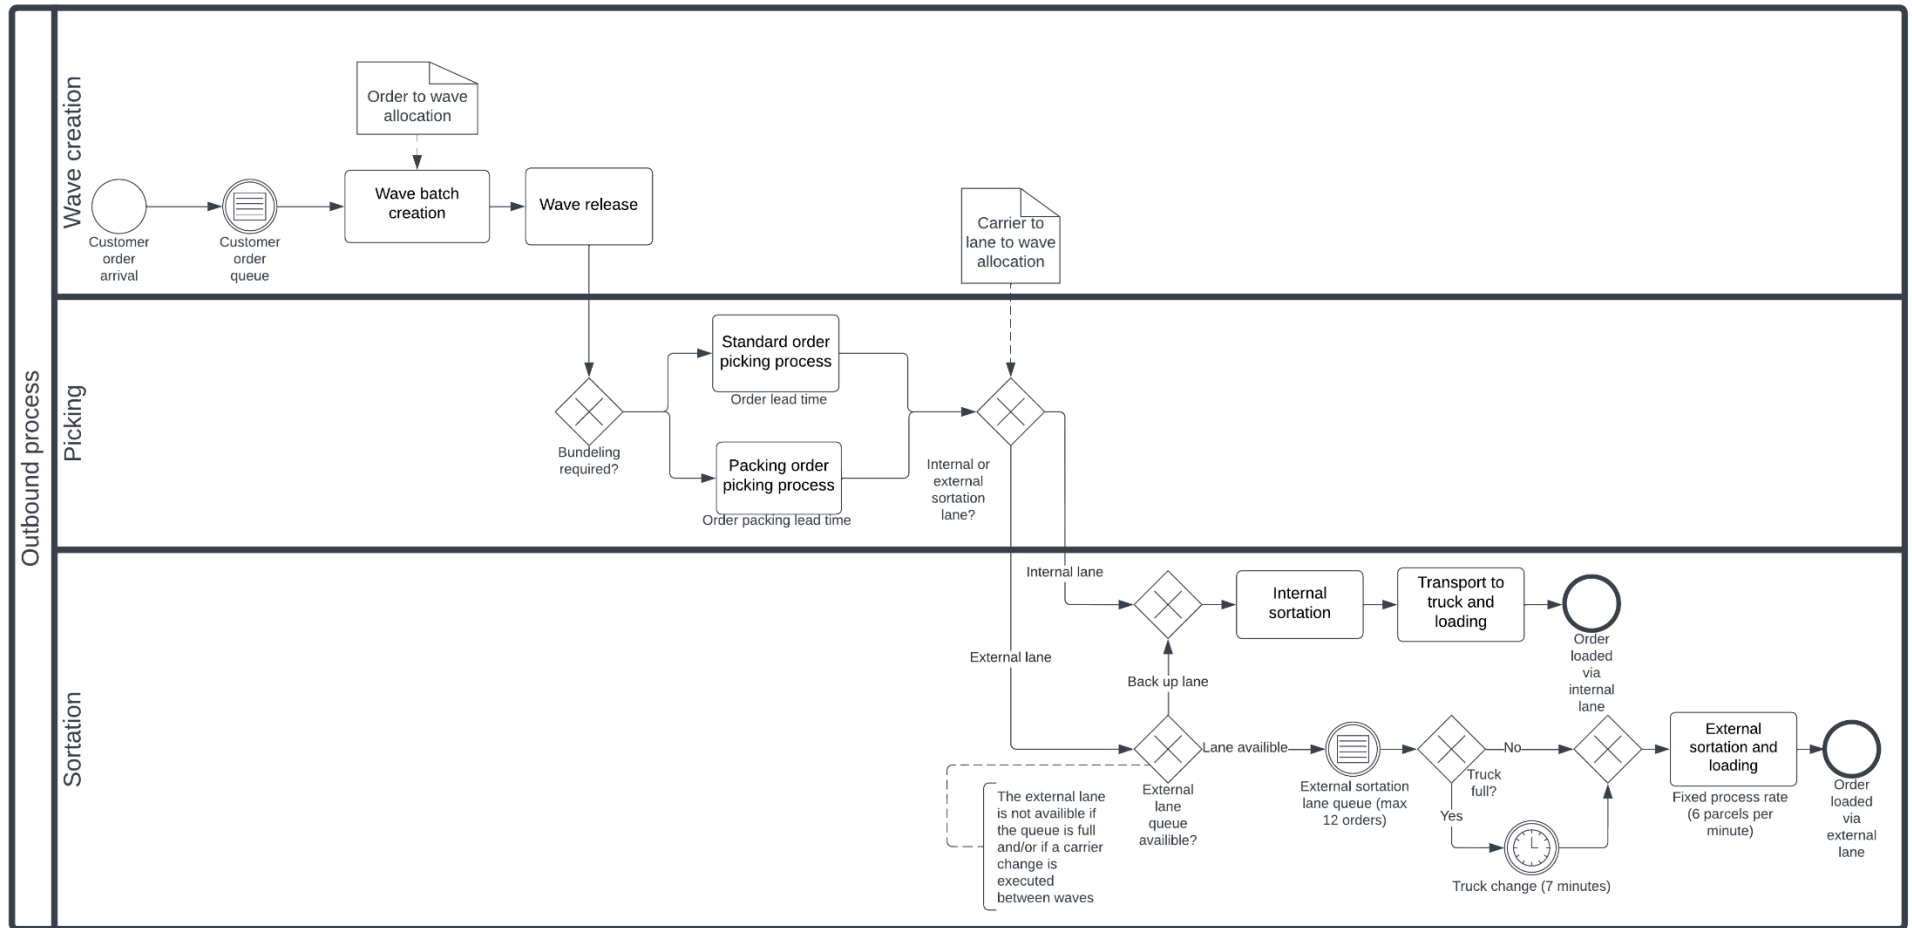 Outbound process
Wave creation
Order to wave
allocation
Customer
order
arrival
Customer
order
queue
Wave batch
creation
Wave release
Carrier to
lane to wave
allocation
Picking
Bundeling
required?
Standard order
picking process
Order lead time
Packing order
picking process
Order packing lead time
Internal or
external
sortation
lane?
Sortation
Internal lane
External lane
Internal
sortation
Transport to
truck and
loading
Order
loaded
via
internal
lane
Back up lane
External
lane
queue
availible?
The external lane
is not availible if
the queue is full
and/or if a carrier
change is
executed
between waves
Lane availible
External sortation
lane queue (max
12 orders)
Truck
full?
No
Yes
Truck change (7 minutes)
External
sortation and
loading
Fixed process rate
(6 parcels per
minute)
Order
loaded
via
external
lane